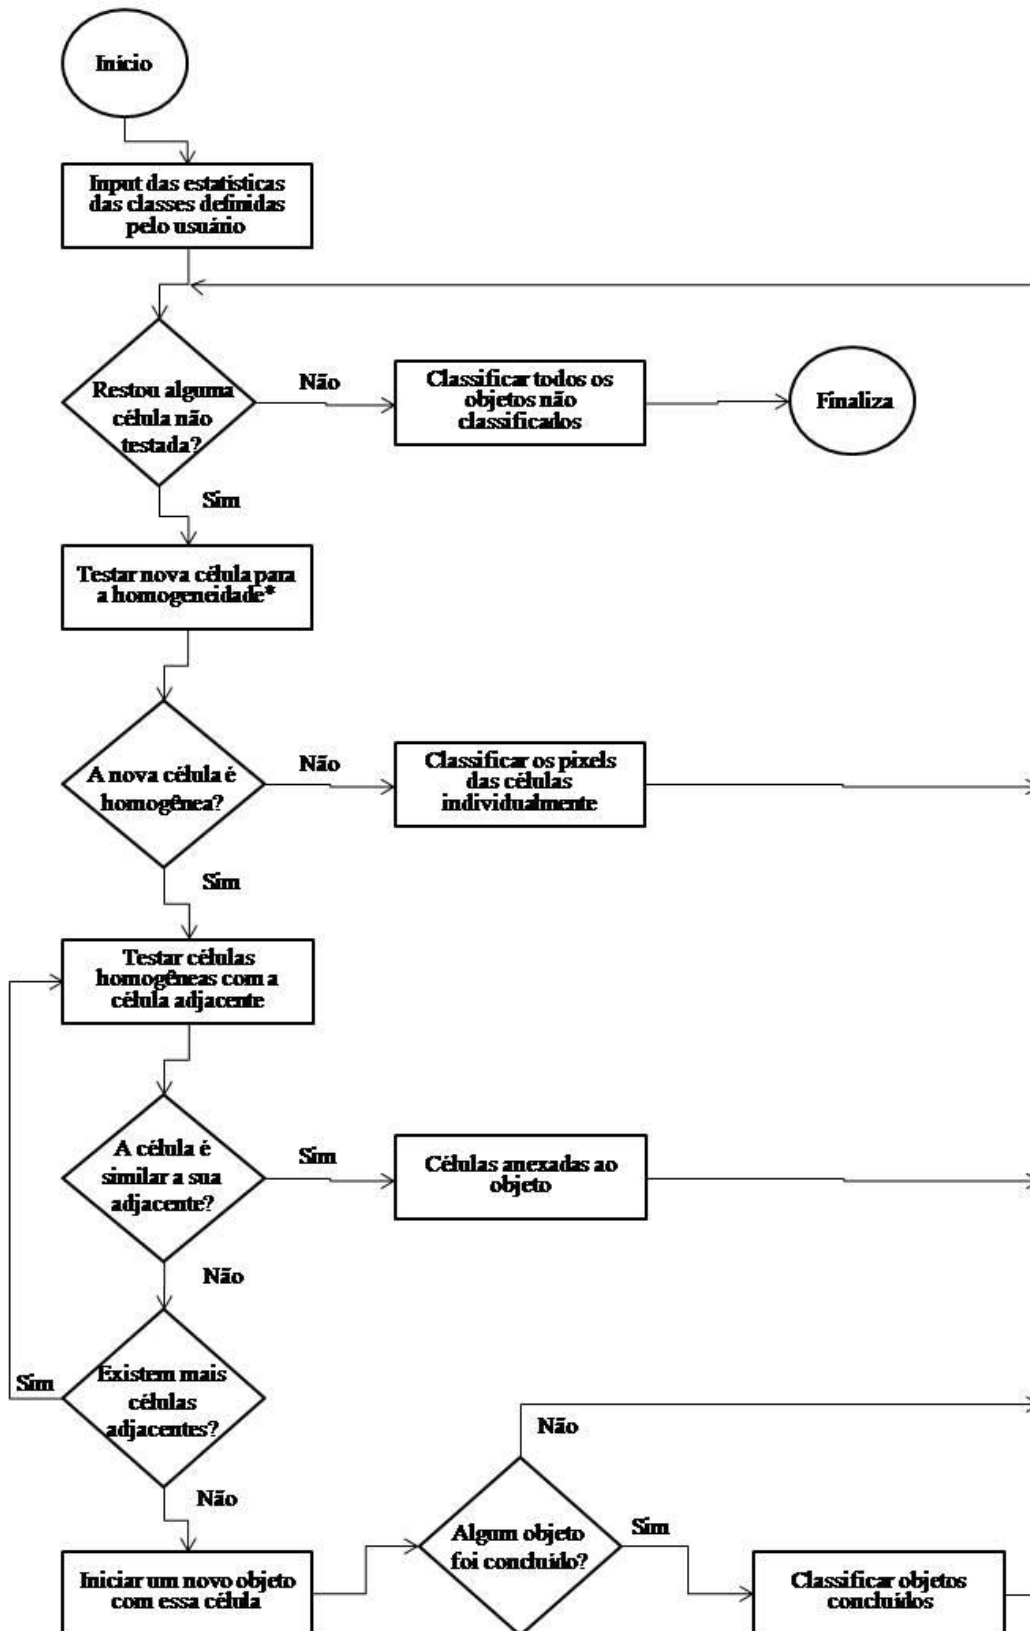 Início
Input das estatísticas
das classes definidas
pelo usuário
Restou alguma
célula não
testada?
Não
Classificar todos os
objetos não
classificados
Finaliza
Sim
Testar nova célula para
a homogeneidade*
A nova célula é
homogênea?
Não
Classificar os pixels
das células
individualmente
Sim
Testar células
homogêneas com a
célula adjacente
A célula é
similar a sua
adjacente?
Sim
Células anexadas ao
objeto
Não
Existem mais
células
adjacentes?
Sim
Não
Não
Algum objeto
foi concluído?
Sim
Iniciar um novo objeto
com essa célula
Classificar objetos
concluídos